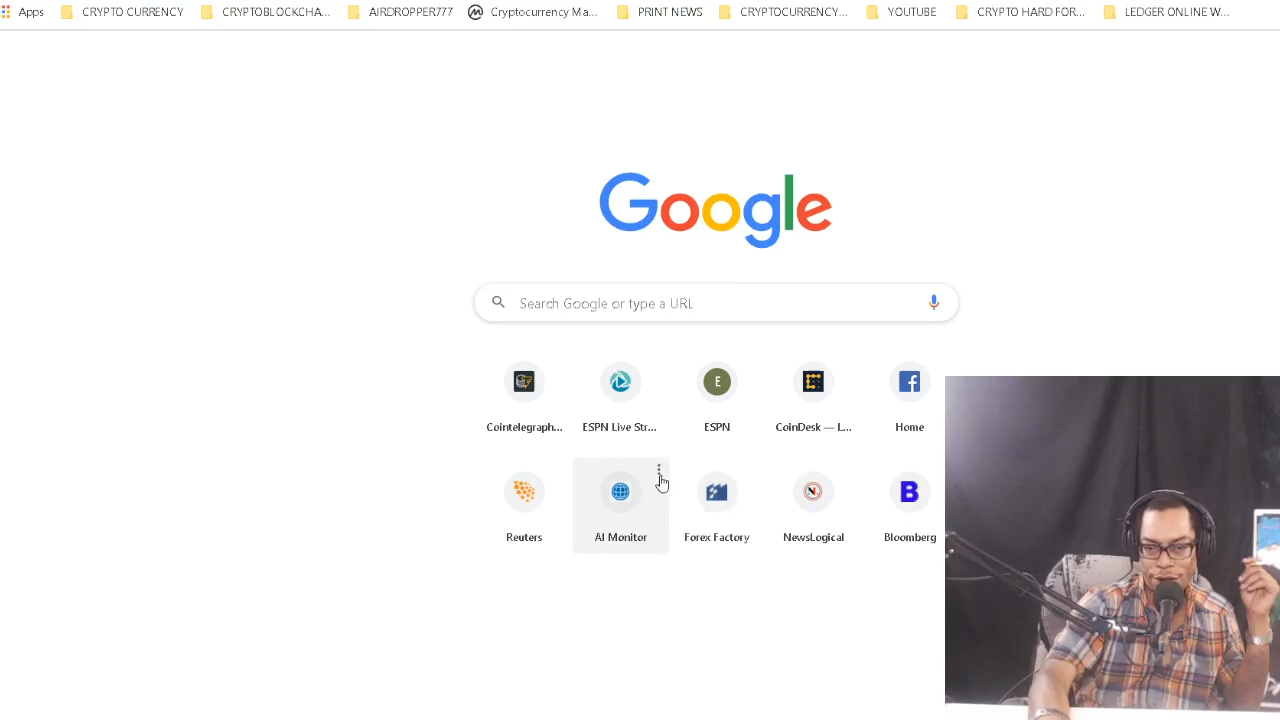 Apps CRYPTO CURRENCY CRYPTOBLOCKCHA... AIRDROPPER777 Cryptocurrency Ma... PRINT NEWS CRYPTOCURRENCY... YOUTUBE CRYPTO HARD FOR... LEDGER ONLINE W...
Google
Search Google or type a URL
E
Cointelegraph... ESPN Live Str... ESPN CoinDesk — L... Home
N B
Reuters AI Monitor Forex Factory NewsLogical Bloomberg